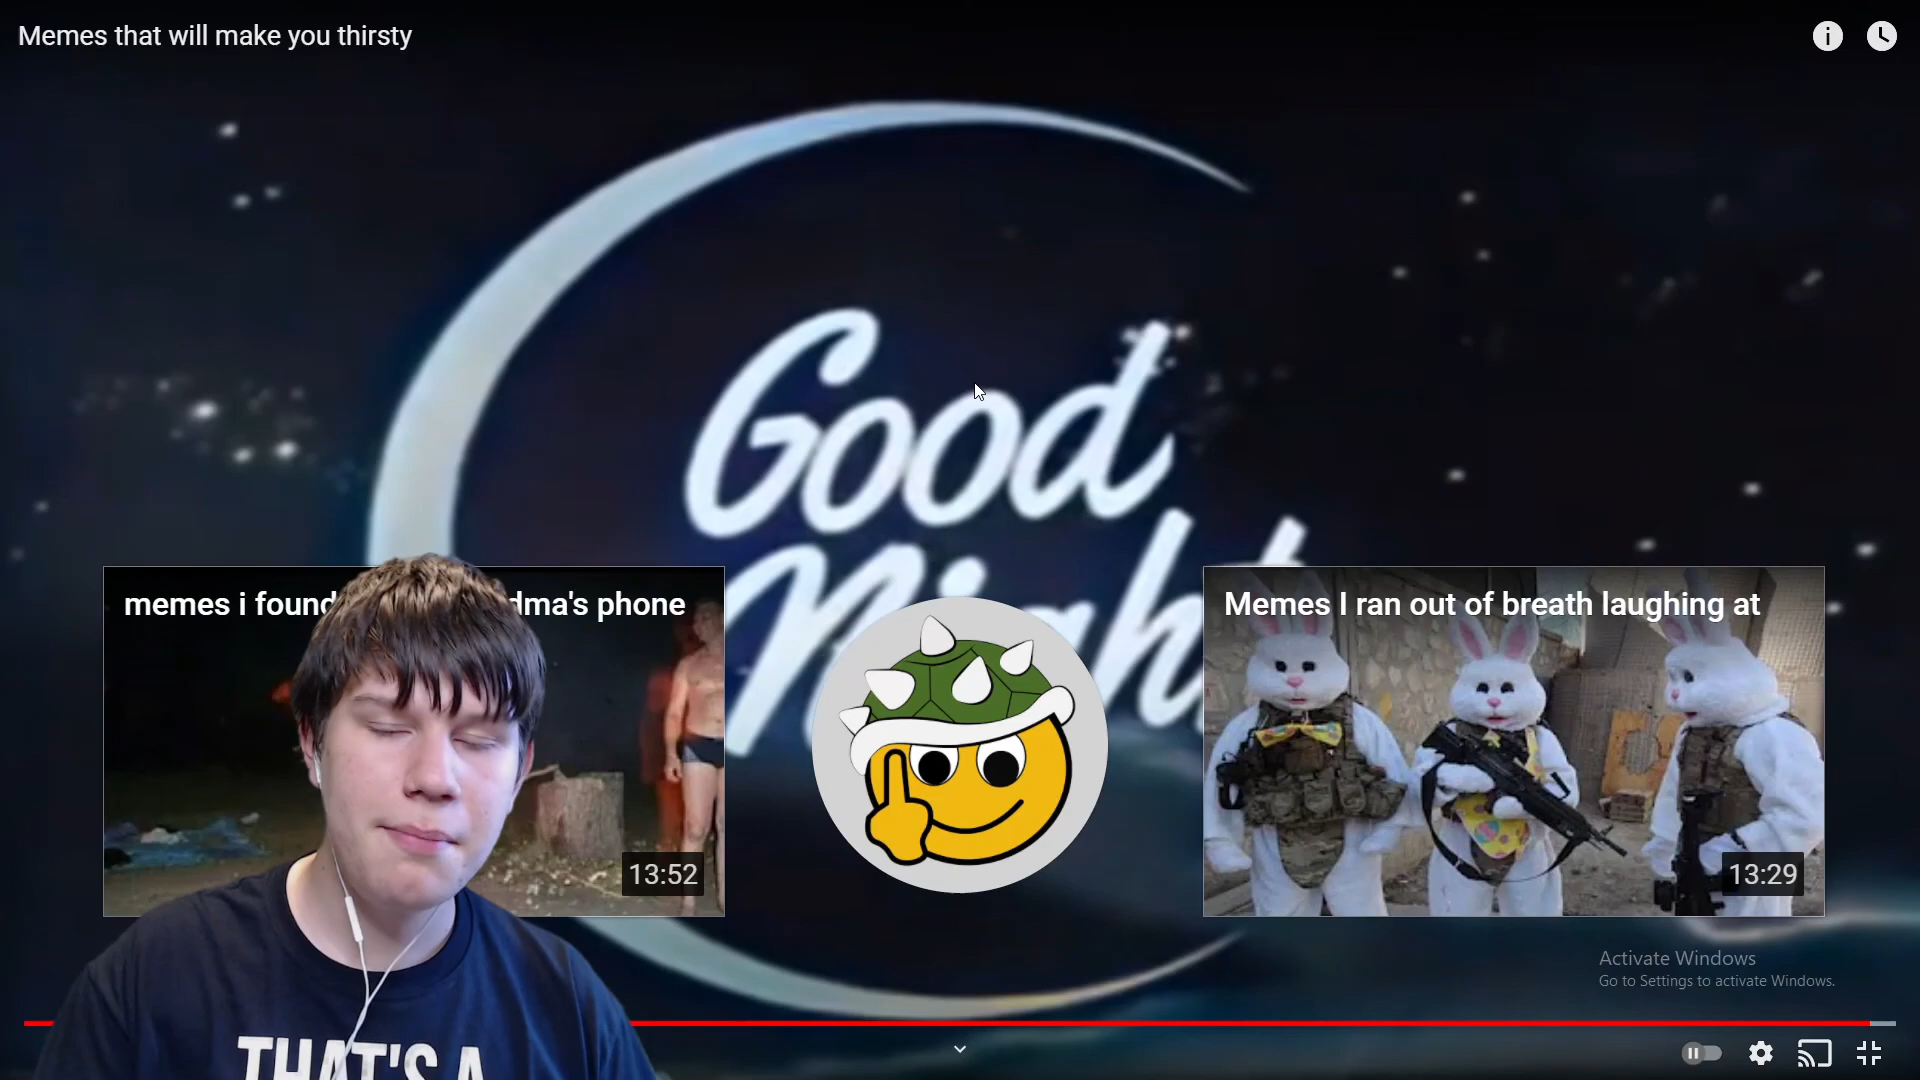 Memes that will make you thirsty
Good
Night
memes i found
dma's phone
Memes I ran out of breath laughing at
13:52
13:29
Activate Windows
Go to Settings to activate Windows.
THAT'S A